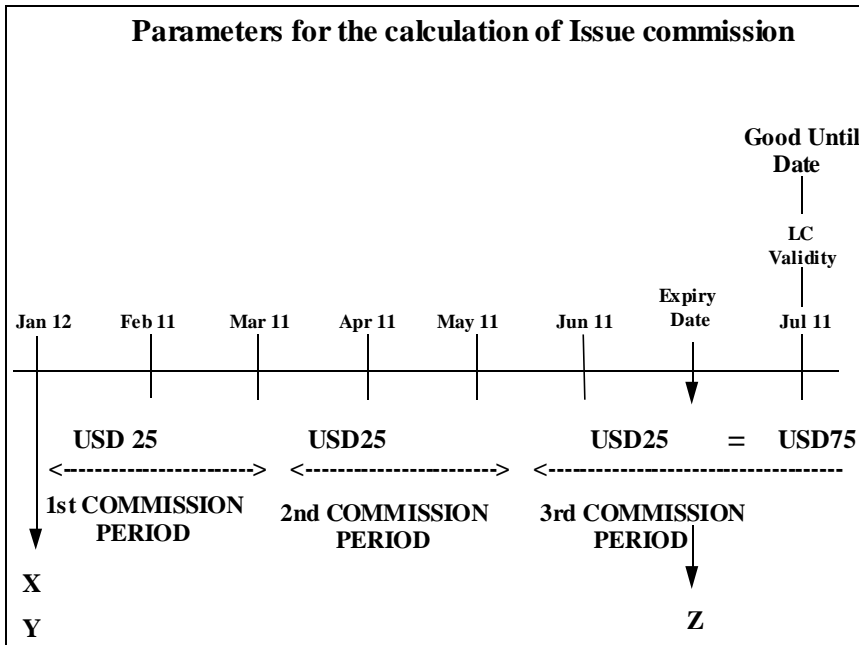 Parameters for the calculation of Issue commission
Good Until
Date
LC
Validity
Expiry
Date
Jan 12 Feb 11 Mar 11 Apr 11 May 11 Jun 11 Jul 11
USD 25 USD25 USD25 = USD75
<-----------------------------> <-----------------------------> <------------------------------------------
1st COMMISSION
PERIOD
2nd COMMISSION
PERIOD
3rd COMMISSION
PERIOD
X
Y
Z